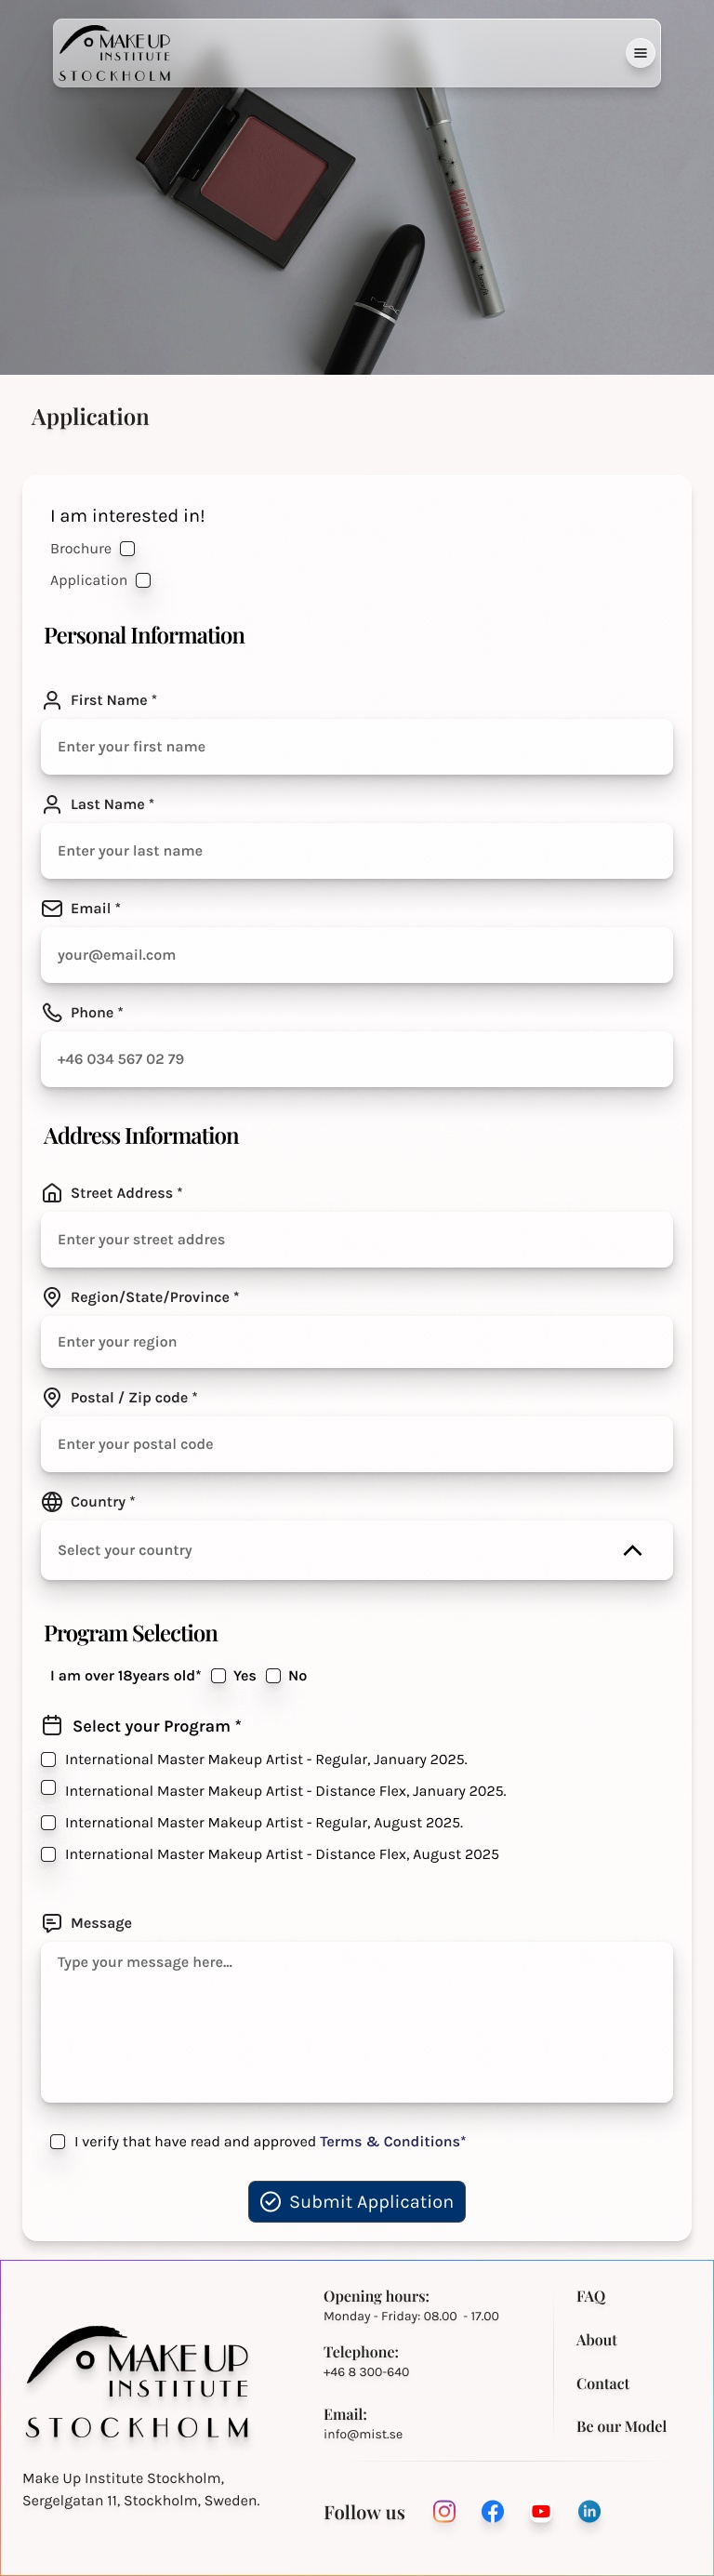 MAKE UP
INSTITUTE
STOCKHOLM
HIGH BROW
benefit
MAC
Application
I am interested in!
Brochure
Application
Personal Information
First Name *
Enter your first name
Last Name *
Enter your last name
Email *
your@email.com
Phone *
+46 034 567 02 79
Address Information
Street Address *
Enter your street addres
Region/State/Province *
Enter your region
Postal / Zip code *
Enter your postal code
Country *
Select your country
Program Selection
I am over 18years old* Yes No
Select your Program *
International Master Makeup Artist - Regular, January 2025.
International Master Makeup Artist - Distance Flex, January 2025.
International Master Makeup Artist - Regular, August 2025.
International Master Makeup Artist - Distance Flex, August 2025
Message
Type your message here...
I verify that have read and approved Terms & Conditions*
Submit Application
MAKE UP
INSTITUTE
STOCKHOLM
Make Up Institute Stockholm,
Sergelgatan 11, Stockholm, Sweden.
Opening hours:
Monday - Friday: 08.00 - 17.00
Telephone:
+46 8 300-640
Email:
info@mist.se
FAQ
About
Contact
Be our Model
Follow us
in